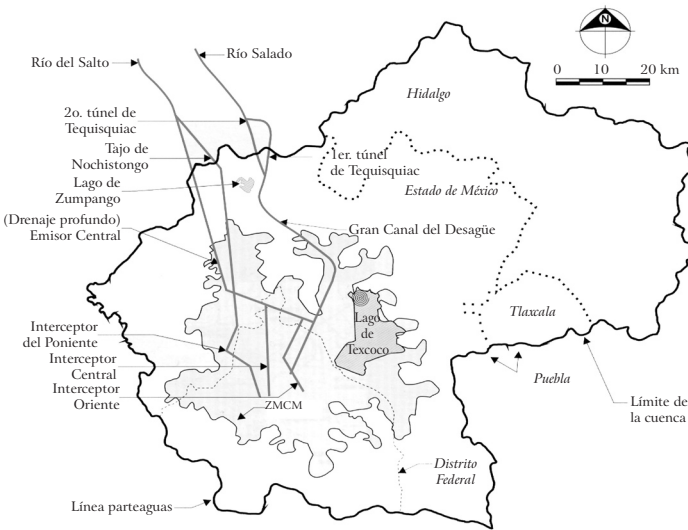 N
0 10 20 km
Río Salado
Río del Salto
Hidalgo
2o. túnel de
Tequisquiac
Tajo de
Nochistongo
1er. túnel
de Tequisquiac
Lago de
Zumpango
Estado de México
(Drenaje profundo)
Emisor Central
Gran Canal del Desagüe
Tlaxcala
Lago
de
Texcoco
Interceptor
del Poniente
Interceptor
Central
Interceptor
Oriente
ZMCM
Puebla
Límite de
la cuenca
Distrito
Federal
Línea parteaguas